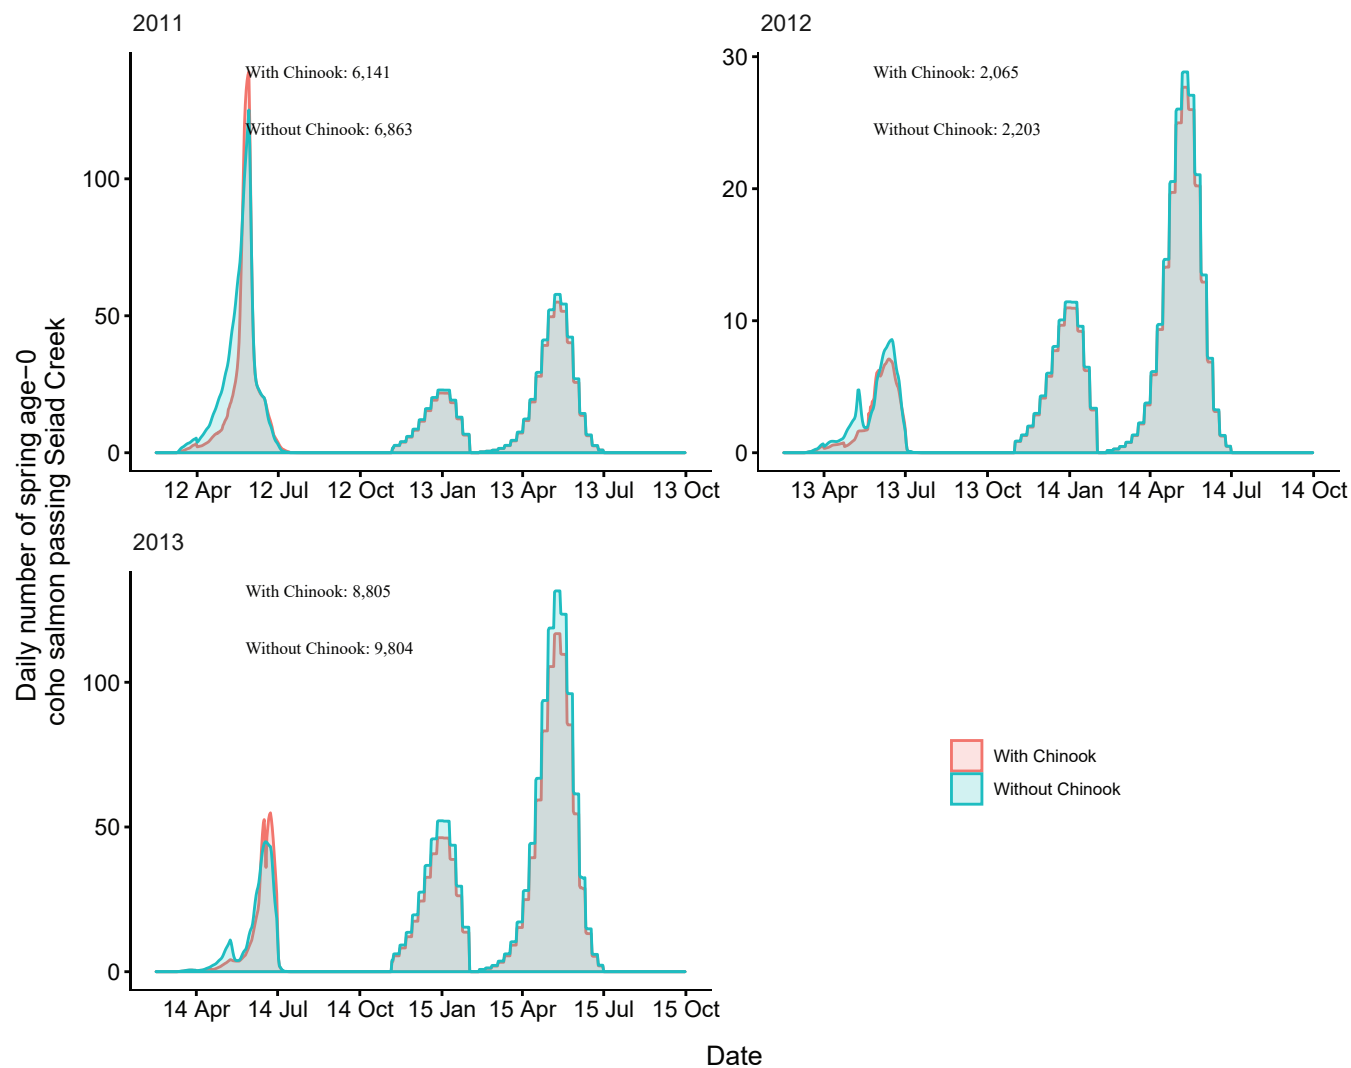 2011
With Chinook: 6,141
Without Chinook: 6,863
100
50
0
12 Apr 12 Jul 12 Oct 13 Jan 13 Apr 13 Jul 13 Oct
2012
With Chinook: 2,065
Without Chinook: 2,203
30
20
10
0
13 Apr 13 Jul 13 Oct 14 Jan 14 Apr 14 Jul 14 Oct
Daily number of spring age−0
coho salmon passing Seiad Creek
2013
With Chinook: 8,805
Without Chinook: 9,804
100
50
0
14 Apr 14 Jul 14 Oct 15 Jan 15 Apr 15 Jul 15 Oct
With Chinook
Without Chinook
Date